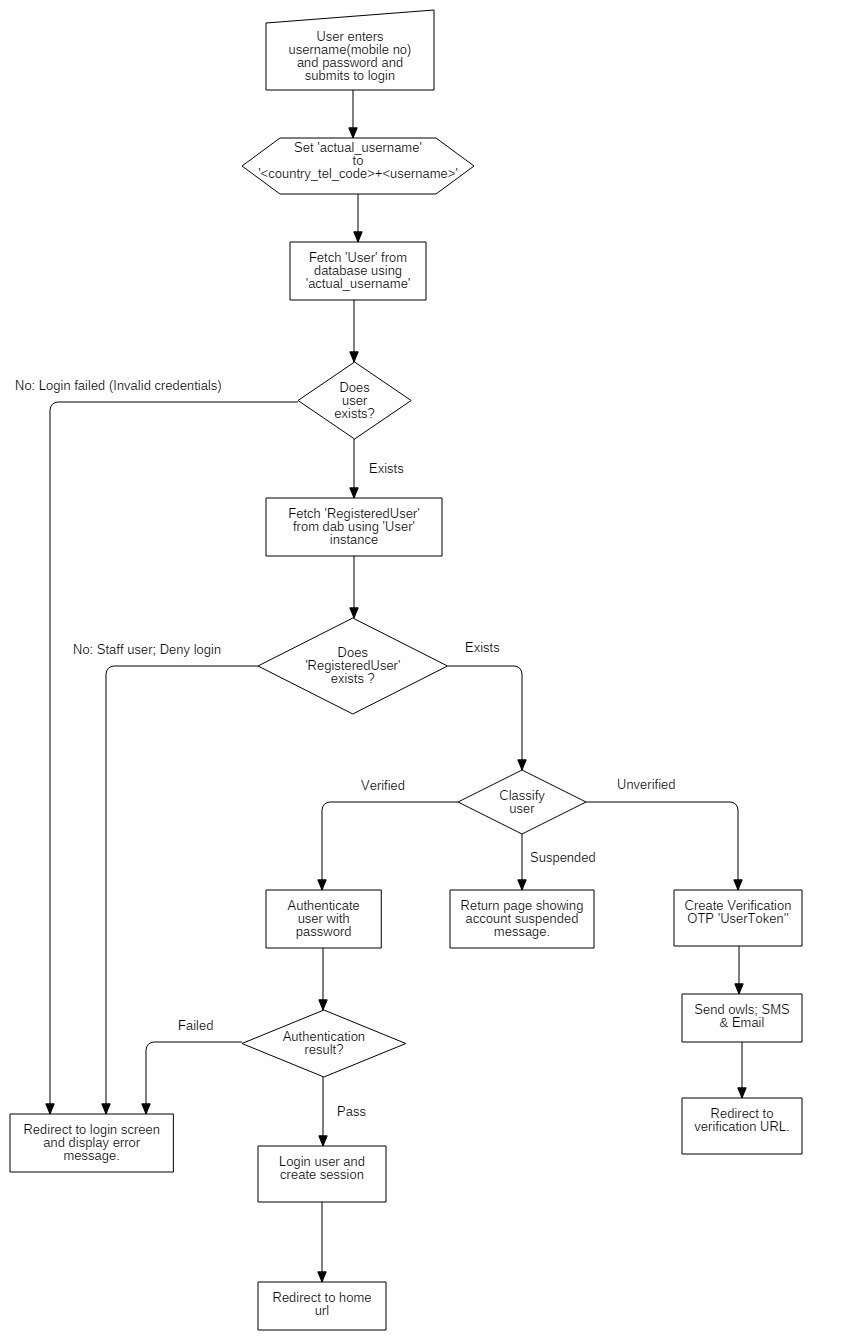 User enters
username(mobile no)
and password and
submits to login
Set 'actual_username'
to
'<country_tel_code>+<username>'
Fetch 'User' from
database using
'actual_username'
No: Login failed (Invalid credentials)
Does
user
exists?
Exists
Fetch 'RegisteredUser'
from dab using 'User'
instance
No: Staff user; Deny login
Does
'RegisteredUser'
exists ?
Exists
Verified
Classify
user
Unverified
Suspended
Authenticate
user with
password
Return page showing
account suspended
message.
Create Verification
OTP 'UserToken"
Send owls; SMS
& Email
Failed
Authentication
result?
Pass
Redirect to
verification URL.
Redirect to login screen
and display error
message.
Login user and
create session
Redirect to home
url